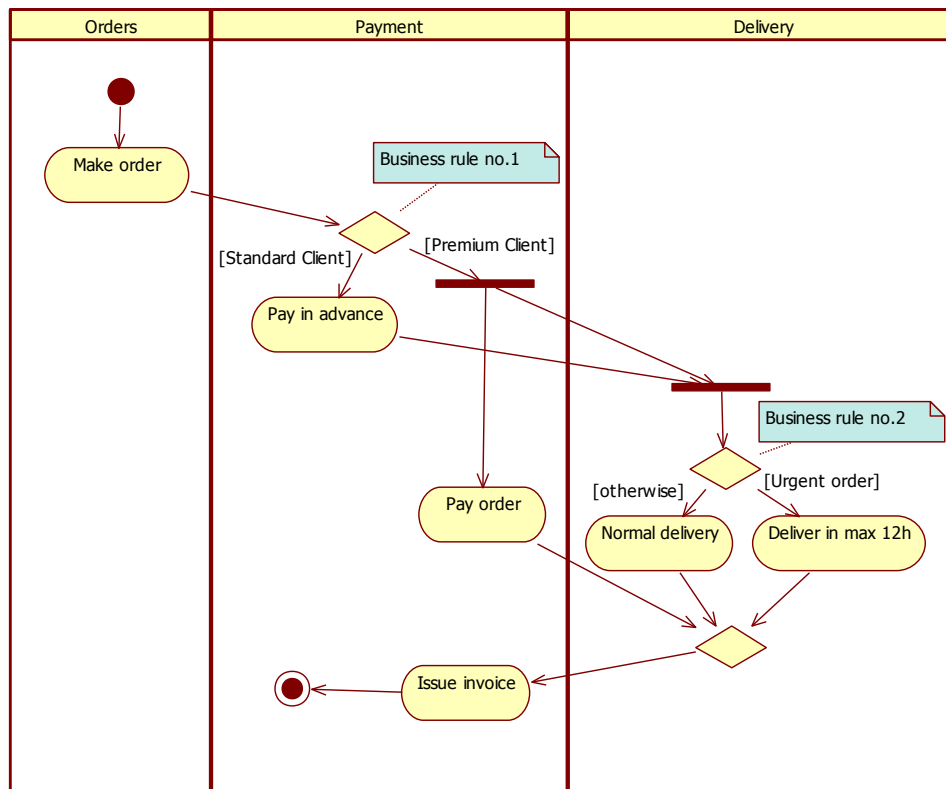 Orders
Payment
Delivery
Make order
Business rule no.1
[Standard Client]
[Premium Client]
Pay in advance
Business rule no.2
[otherwise]
[Urgent order]
Pay order
Normal delivery
Deliver in max 12h
Issue invoice